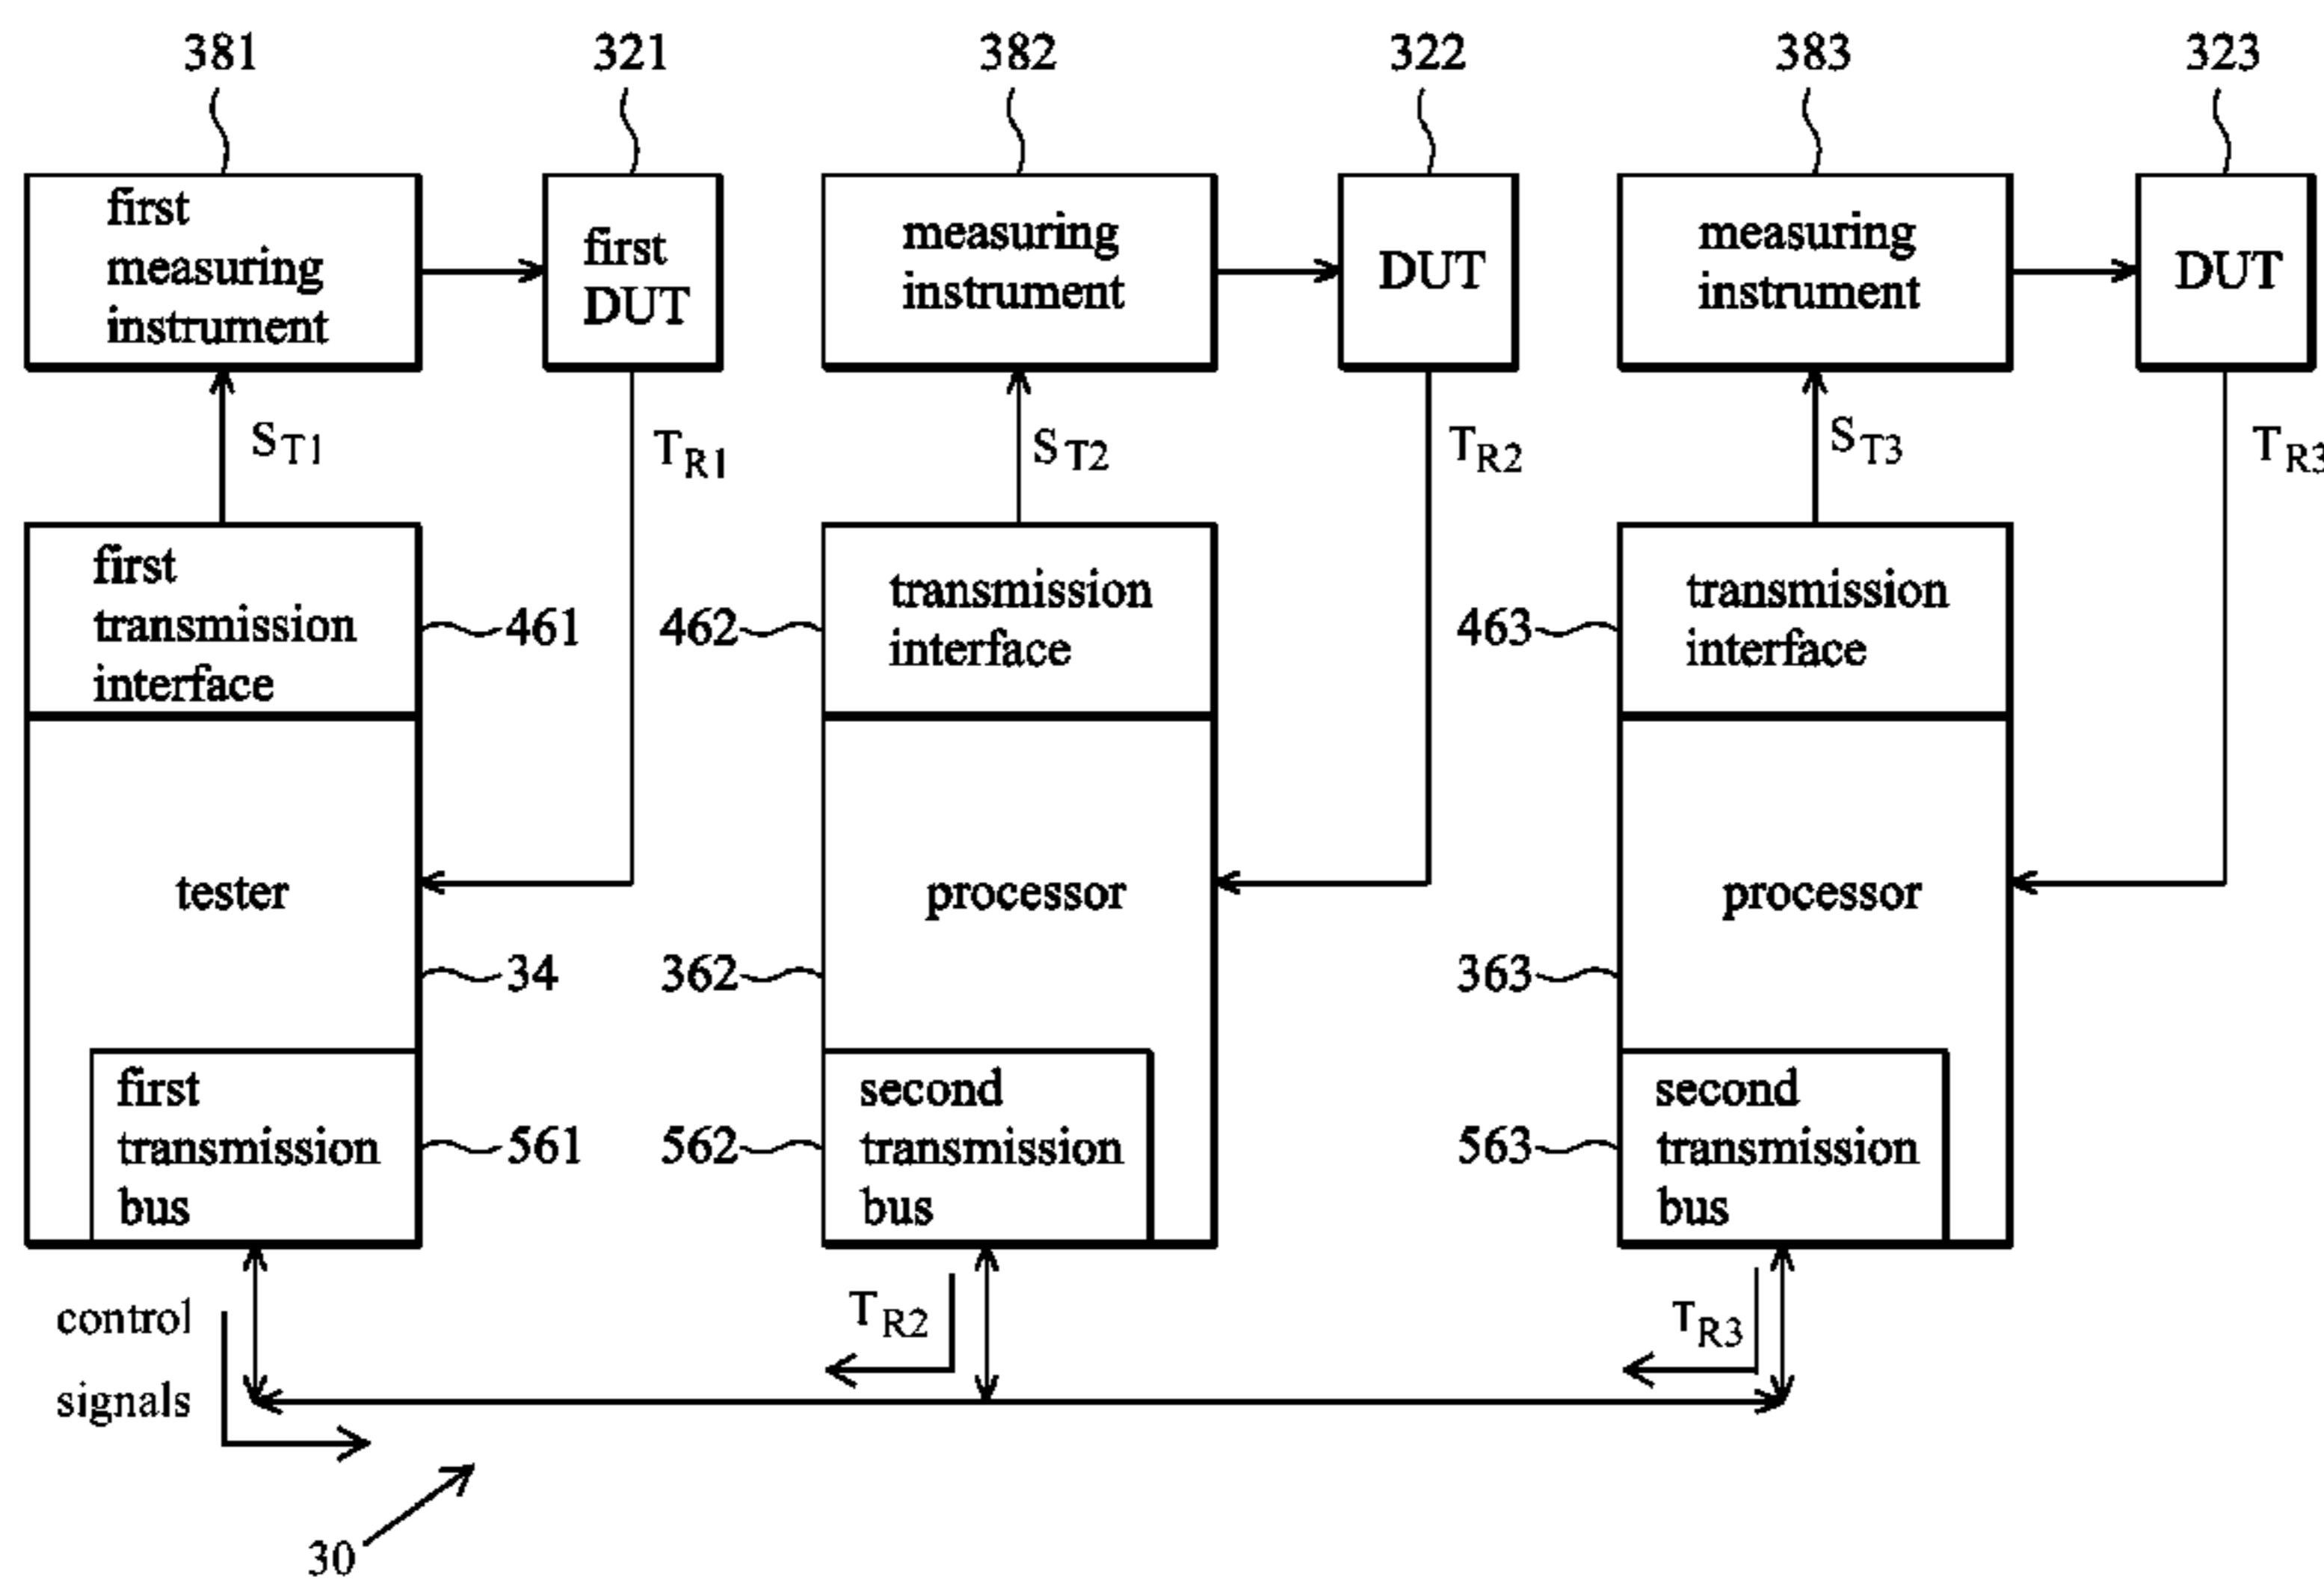 381
321
382
322
383
323
first
measuring
instrument
first
DUT
measuring
instrument
DUT
measuring
instrument
DUT
ST1
TR1
ST2
TR2
ST3
TR3
first
transmission
interface
461
462
transmission
interface
463
transmission
interface
tester
processor
processor
34
362
363
first
transmission
bus
561
562
second
transmission
bus
563
second
transmission
bus
control
signals
TR2
TR3
30